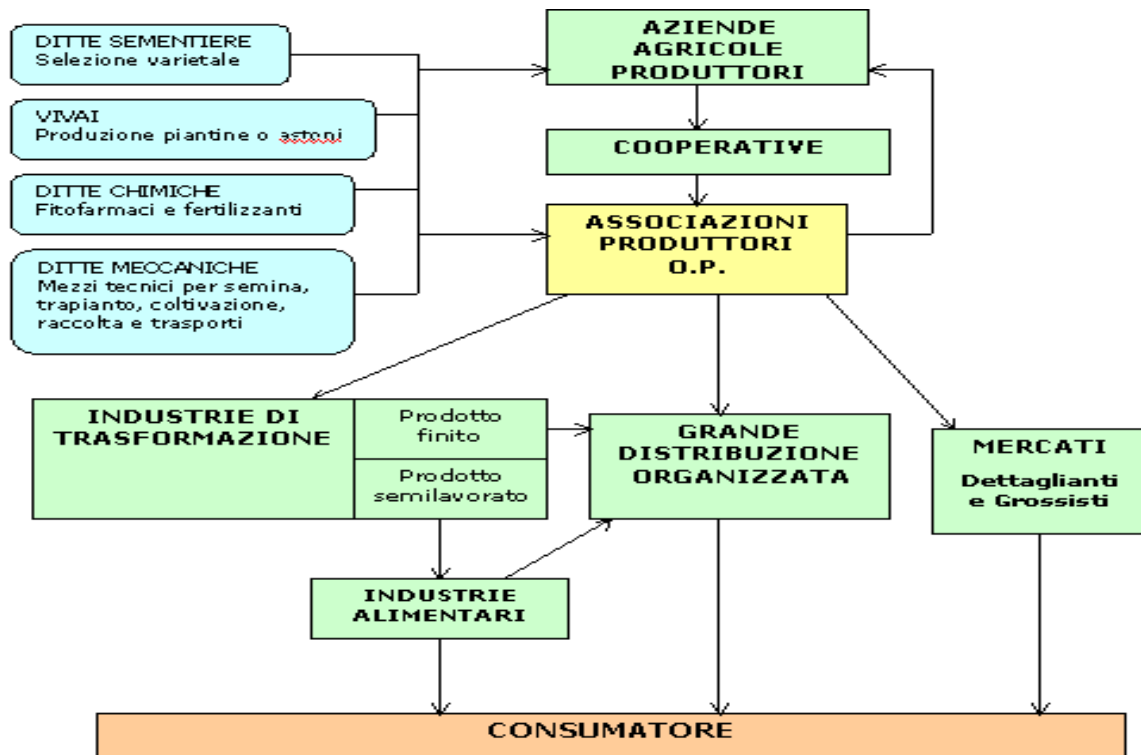 DITTE SEMENTIERE
Selezione varietale
VIVAI
Produzione piantine o astoni
DITTE CHIMICHE
Fitofarmaci e fertilizzanti
DITTE MECCANICHE
Mezzi tecnici per semina,
trapianto, coltivazione,
raccolta e trasporti
AZIENDE
AGRICOLE
PRODUTTORI
COOPERATIVE
ASSOCIAZIONI
PRODUTTORI
O.P.
INDUSTRIE DI
TRASFORMAZIONE
Prodotto
finito
Prodotto
semilavorato
GRANDE
DISTRIBUZIONE
ORGANIZZATA
MERCATI
Dettaglianti
e Grossisti
INDUSTRIE
ALIMENTARI
CONSUMATORE